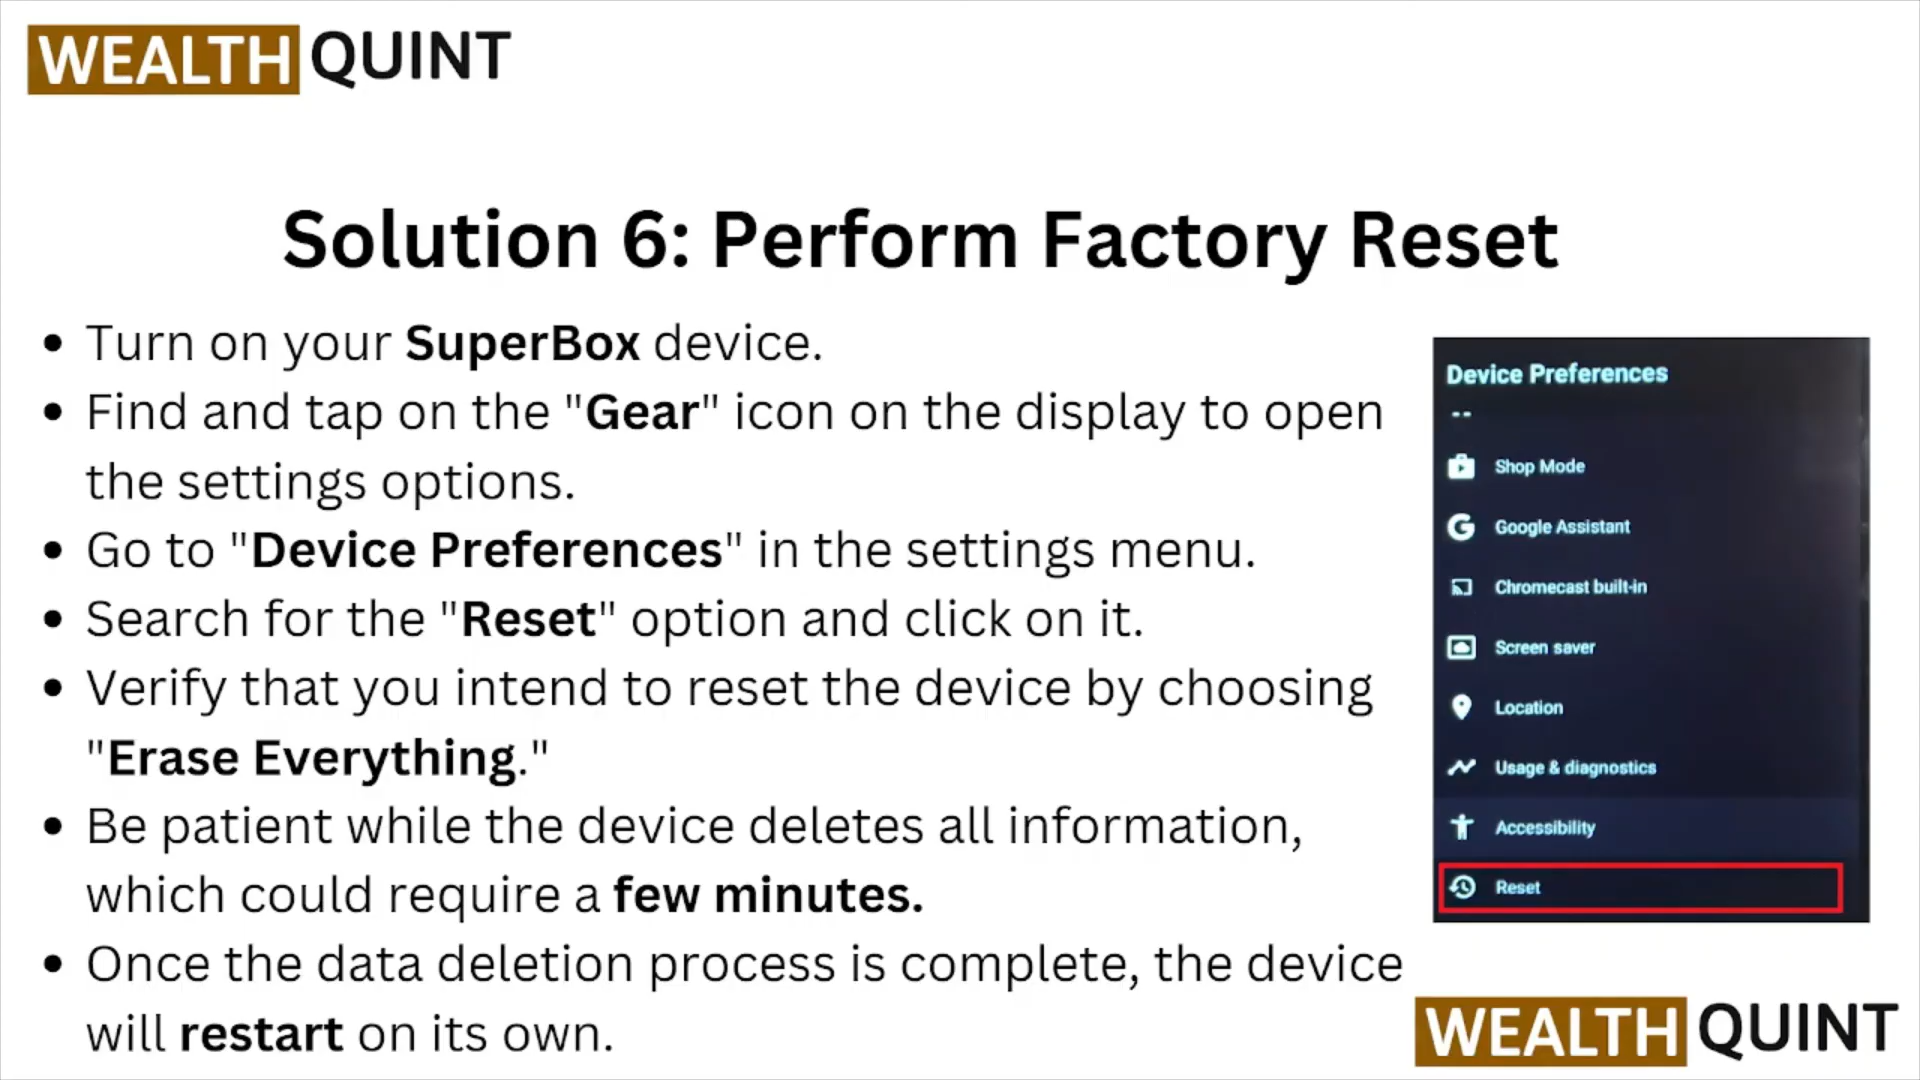 WEALTH QUINT
Solution 6: Perform Factory Reset
• Turn on your SuperBox device.
• Find and tap on the "Gear" icon on the display to open
the settings options.
• Go to "Device Preferences" in the settings menu.
• Search for the "Reset" option and click on it.
• Verify that you intend to reset the device by choosing
"Erase Everything."
• Be patient while the device deletes all information,
which could require a few minutes.
• Once the data deletion process is complete, the device
will restart on its own.
Device Preferences
--
Shop Mode
Google Assistant
Chromecast built-in
Screen saver
Location
Usage & diagnostics
Accessibility
Reset
WEALTH QUINT